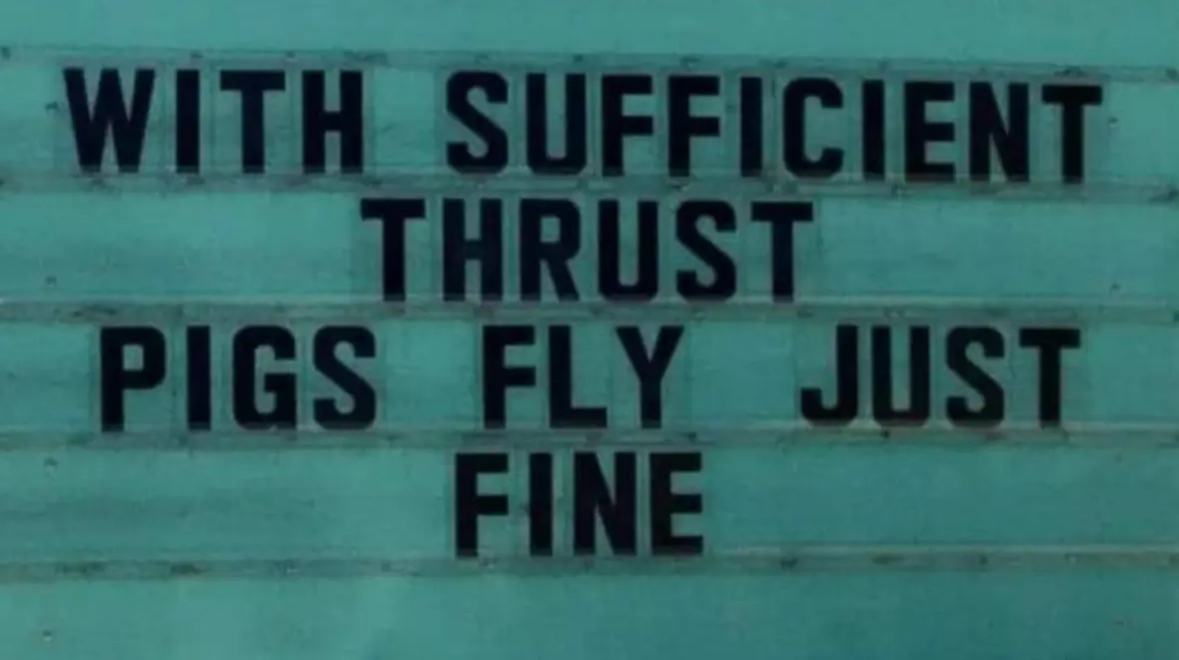 WITH SUFFICIENT
THRUST
PIGS FLY JUST
FINE